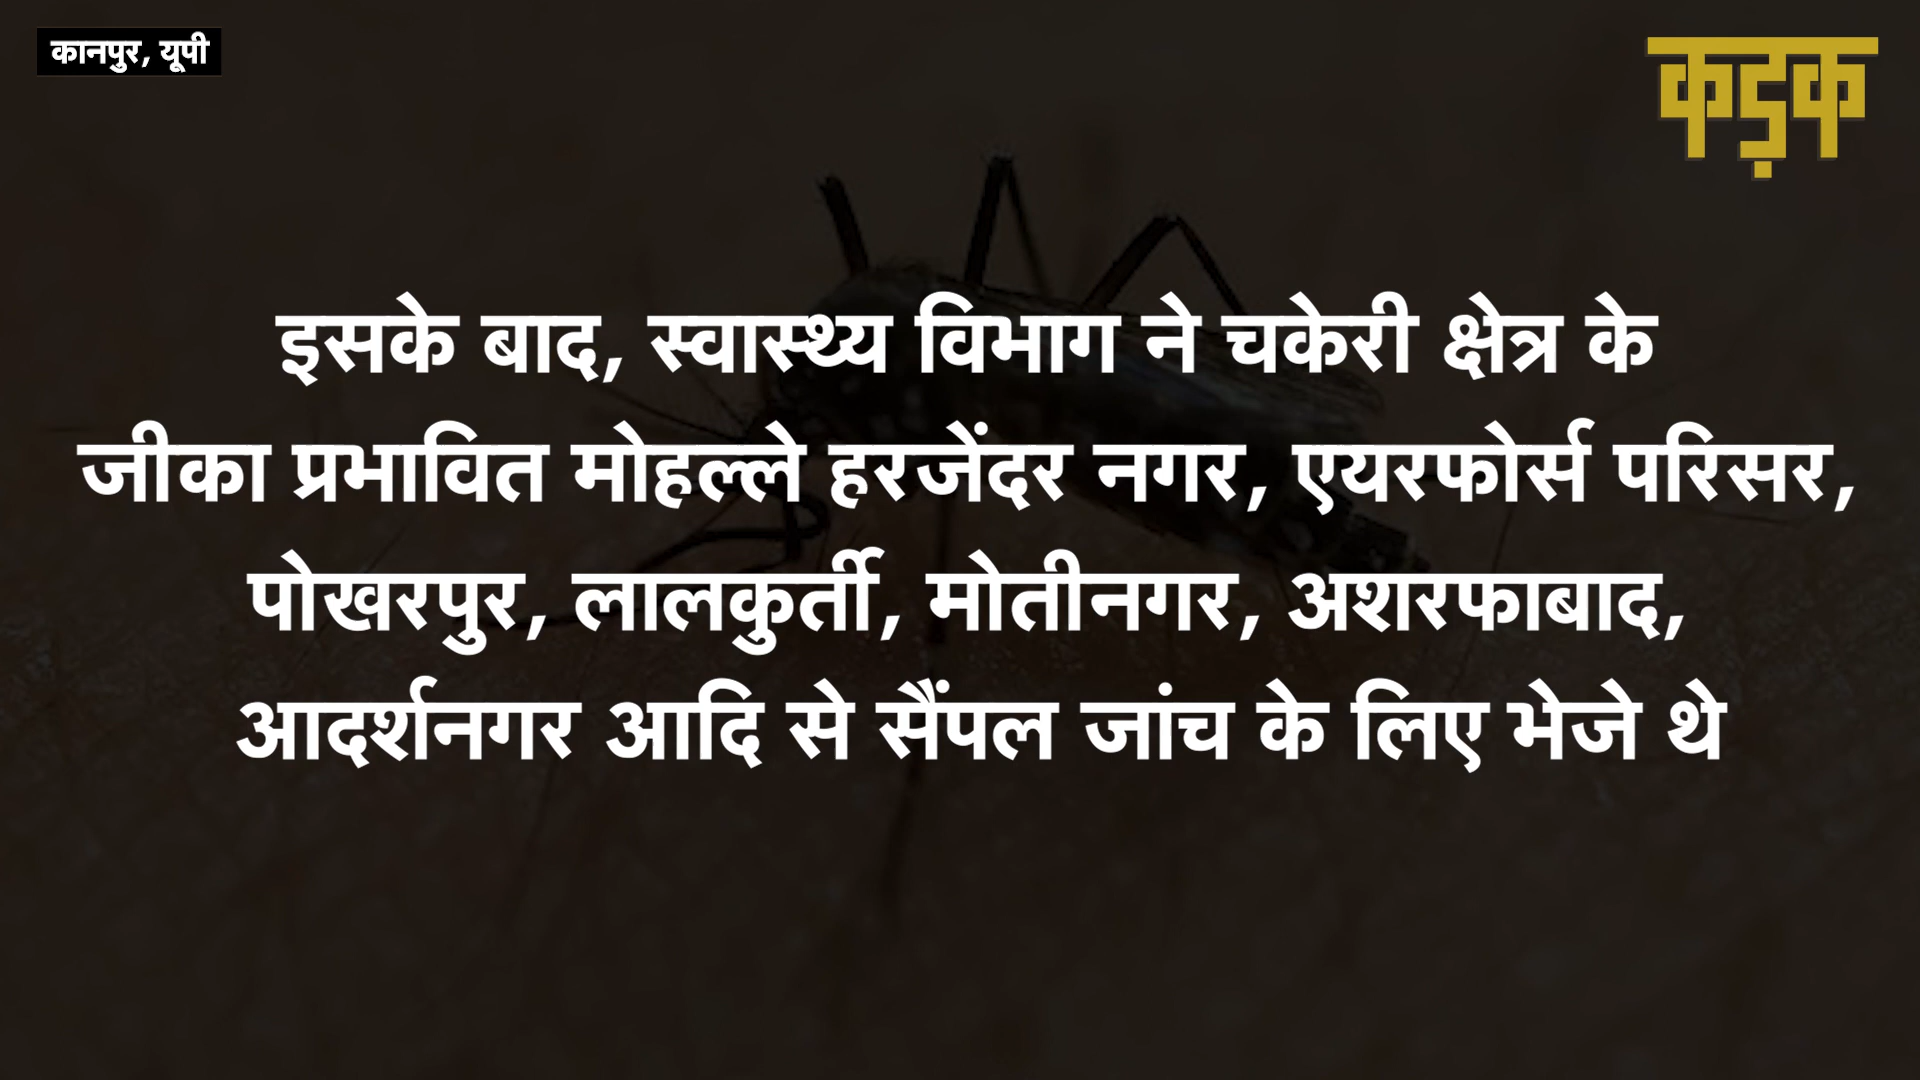 कानपुर, यूपी
कड़क
इसके बाद, स्वास्थ्य विभाग ने चकेरी क्षेत्र के
जीका प्रभावित मोहल्ले हरजेंदर नगर, एयरफोर्स परिसर,
पोखरपुर, लालकुर्ती, मोतीनगर, अशरफाबाद,
आदर्शनगर आदि से सैंपल जांच के लिए भेजे थे